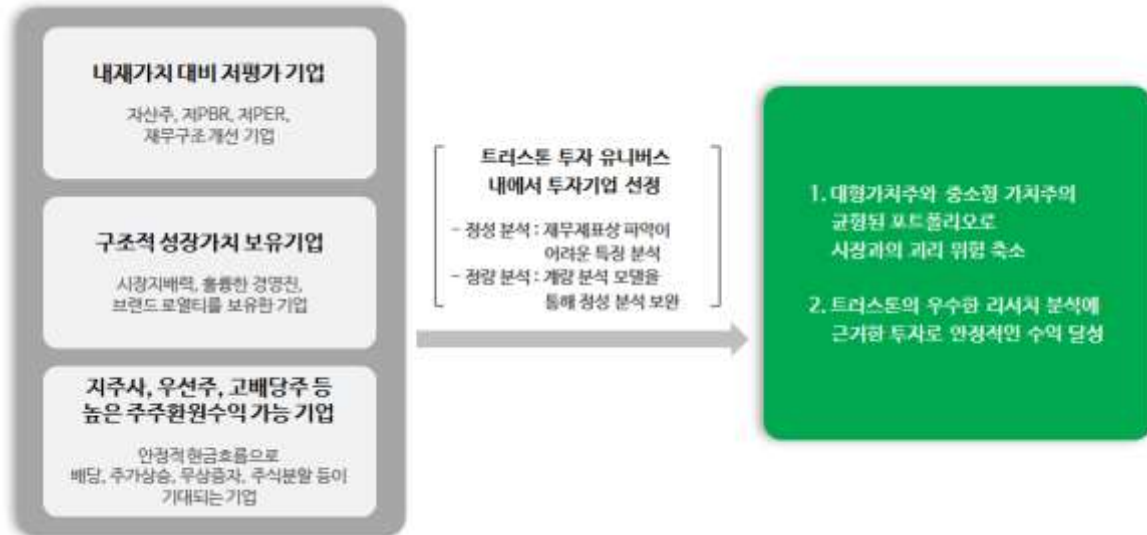 내재가치 대비 저평가 기업
자산주, 저PBR, 저PER,
재무구조 개선 기업
구조적 성장가치 보유기업
시장지배력, 훌륭한 경영진,
브랜드 로열티를 보유한 기업
지주사, 우선주, 고배당주 등
높은 주주환원수익 가능 기업
안정적 현금흐름으로
배당, 주가상승, 무상증자, 주식분할 등이
기대되는 기업
트러스톤 투자 유니버스
내에서 투자기업 선정
- 정성 분석 : 재무제표상 파악이
어려운 특징 분석
- 정량 분석 : 계량 분석 모델을
통해 정성 분석 보완
1. 대형가치주와 중소형 가치주의
균형된 포트폴리오로
시장과의 괴리 위험 축소
2. 트러스톤의 우수한 리서치 분석에
근거한 투자로 안정적인 수익 달성